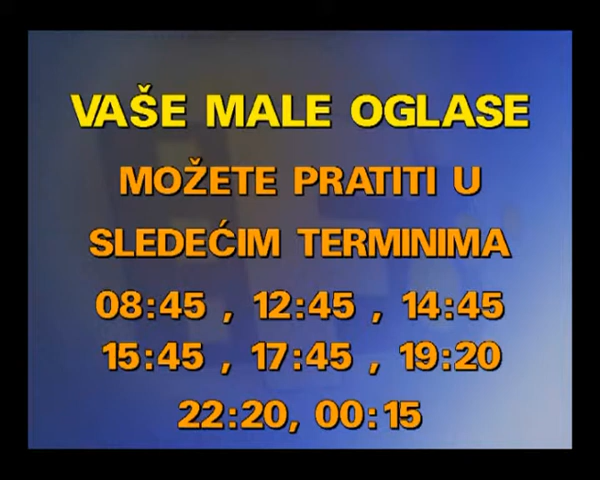 VAŠE MALE OGLASE
MOŽETE PRATITI U
SLEDEĆIM TERMINIMA
08:45 , 12:45 , 14:45
15:45 , 17:45 , 19:20
22:20, 00:15